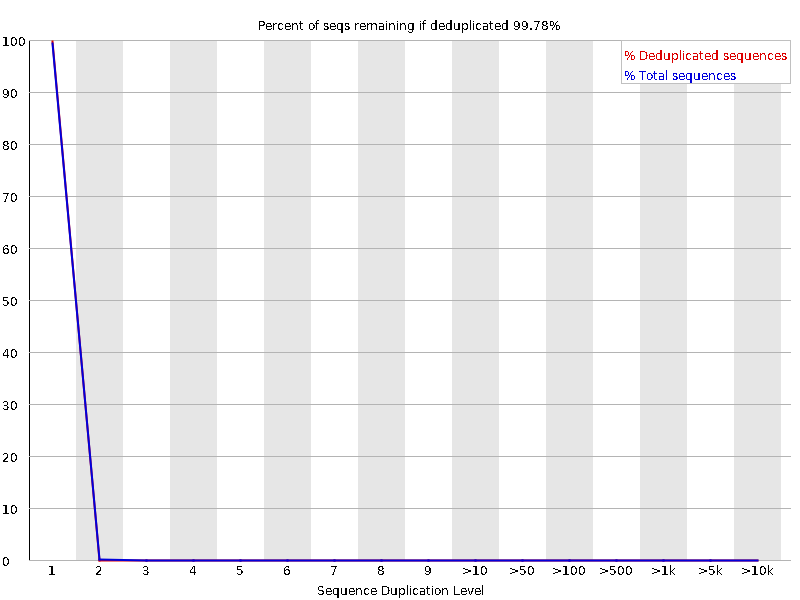 Percent of seqs remaining if deduplicated 99.78%
% Deduplicated sequences
% Total sequences
100
90
80
70
60
50
40
30
20
10
0
1 2 3 4 5 6 7 8 9 >10 >50 >100 >500 >1k >5k >10k
Sequence Duplication Level